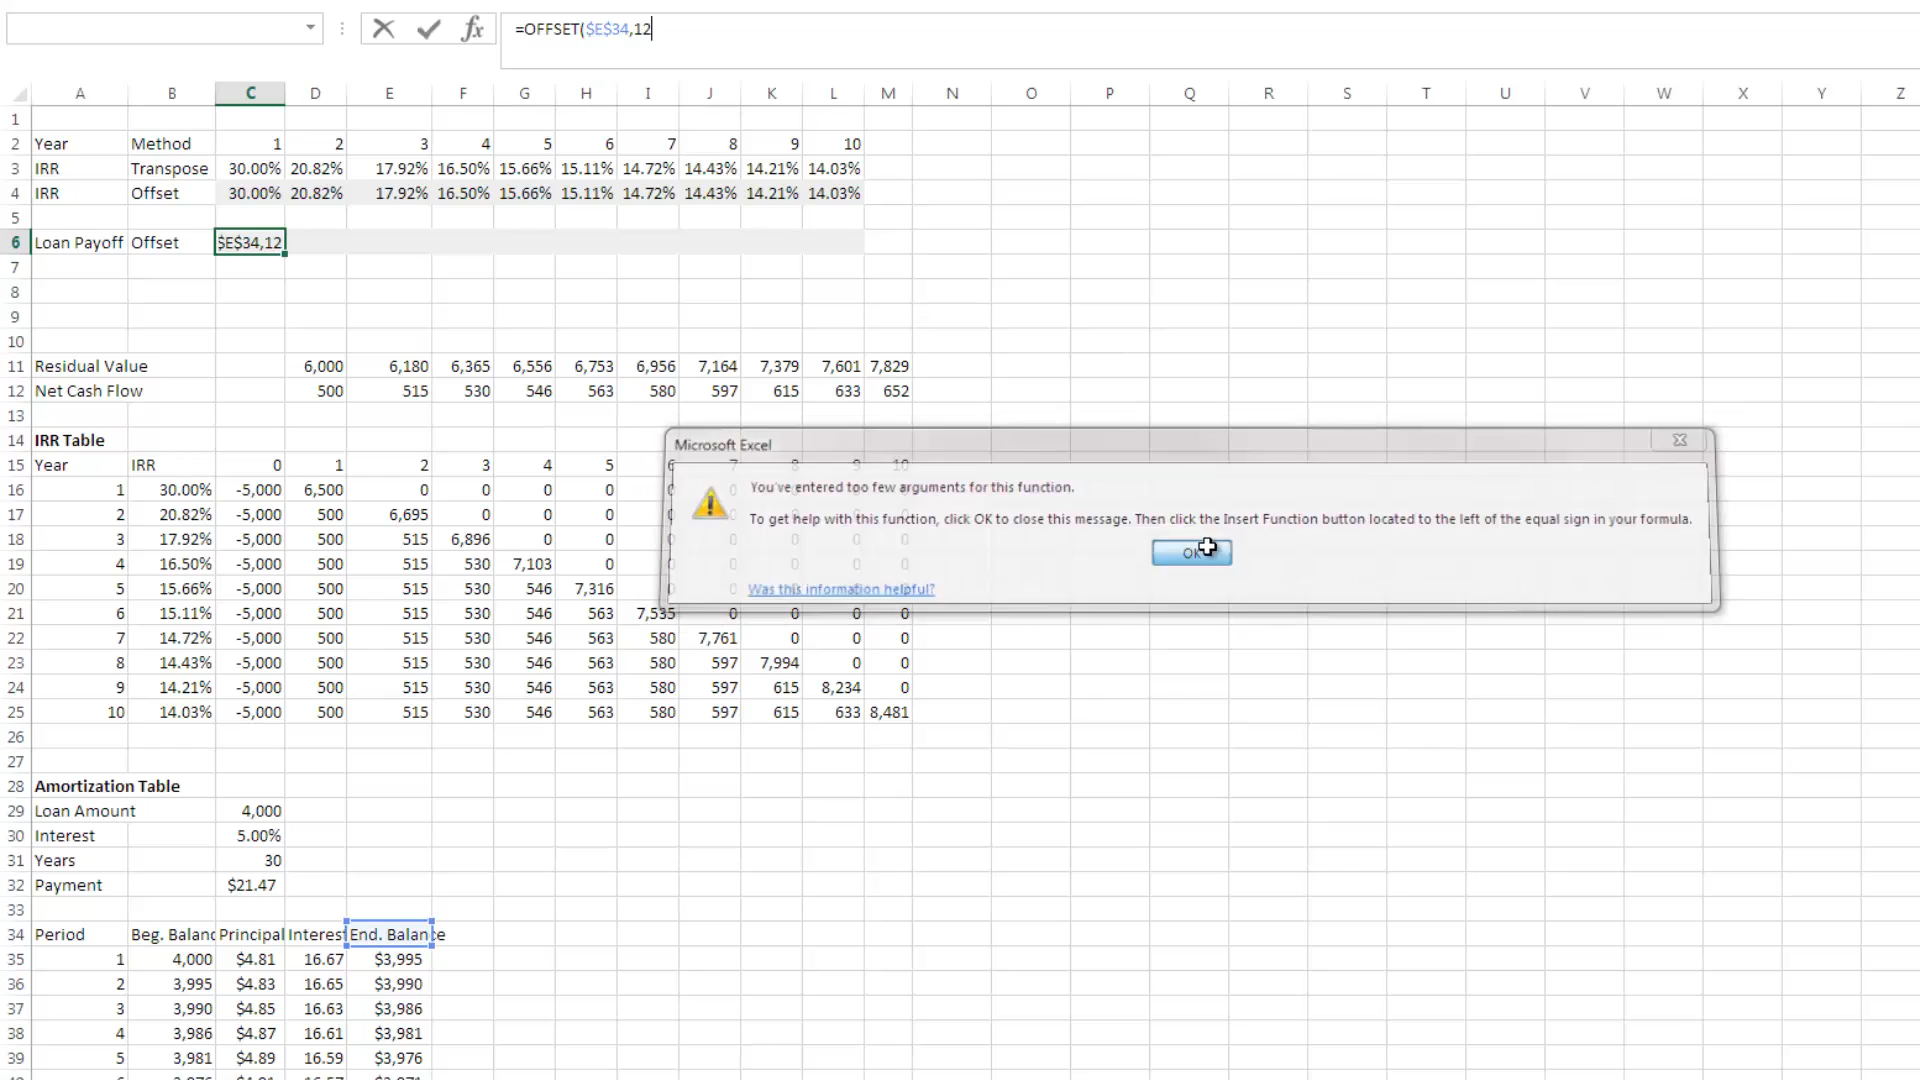 =OFFSET($E$34,12
A B C D E F G H I J K L M N O P Q R S T U V W X Y Z
1
2 Year Method 1 2 3 4 5 6 7 8 9 10
3 IRR Transpose 30.00% 20.82% 17.92% 16.50% 15.66% 15.11% 14.72% 14.43% 14.21% 14.03%
4 IRR Offset 30.00% 20.82% 17.92% 16.50% 15.66% 15.11% 14.72% 14.43% 14.21% 14.03%
5
6 Loan Payoff Offset $E$34,12
7
8
9
10
11 Residual Value 6,000 6,180 6,365 6,556 6,753 6,956 7,164 7,379 7,601 7,829
12 Net Cash Flow 500 515 530 546 563 580 597 615 633 652
13
14 IRR Table
Microsoft Excel
15 Year IRR 0 1 2 3 4 5 6 7 8 9 10
16 1 30.00% -5,000 6,500 0 0 0 0 0 0 0 0
You've entered too few arguments for this function.
17 2 20.82% -5,000 500 6,695 0 0 0 0 0 0 0 0
To get help with this function, click OK to close this message. Then click the Insert Function button located to the left of the equal sign in your formula.
18 3 17.92% -5,000 500 515 6,896 0 0 0 0 0 0 0
OK
19 4 16.50% -5,000 500 515 530 7,103 0 0 0 0 0 0
20 5 15.66% -5,000 500 515 530 546 7,316 0 0 0 0 0
Was this information helpful?
21 6 15.11% -5,000 500 515 530 546 563 7,535 0 0 0 0
22 7 14.72% -5,000 500 515 530 546 563 580 7,761 0 0 0
23 8 14.43% -5,000 500 515 530 546 563 580 597 7,994 0 0
24 9 14.21% -5,000 500 515 530 546 563 580 597 615 8,234 0
25 10 14.03% -5,000 500 515 530 546 563 580 597 615 633 8,481
26
27
28 Amortization Table
29 Loan Amount 4,000
30 Interest 5.00%
31 Years 30
32 Payment $21.47
33
34 Period Beg. Balanc Principal Interest End. Balance
35 1 4,000 $4.81 16.67 $3,995
36 2 3,995 $4.83 16.65 $3,990
37 3 3,990 $4.85 16.63 $3,986
38 4 3,986 $4.87 16.61 $3,981
39 5 3,981 $4.89 16.59 $3,976